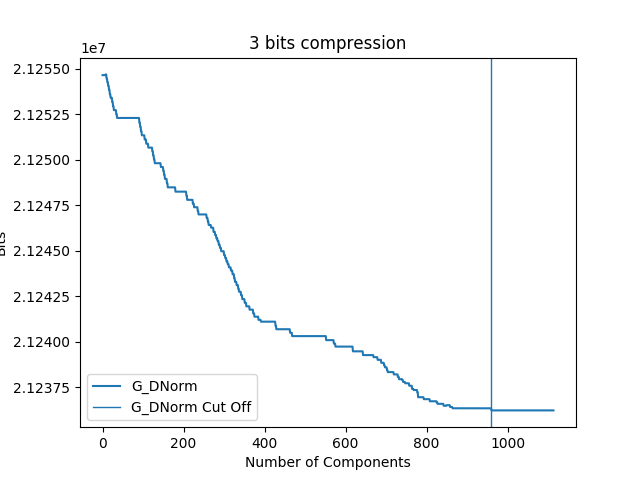 3 bits compression
1e7
2.12550
2.12525
2.12500
2.12475
2.12450
2.12425
2.12400
2.12375
Bits
G_DNorm
G_DNorm Cut Off
0 200 400 600 800 1000
Number of Components